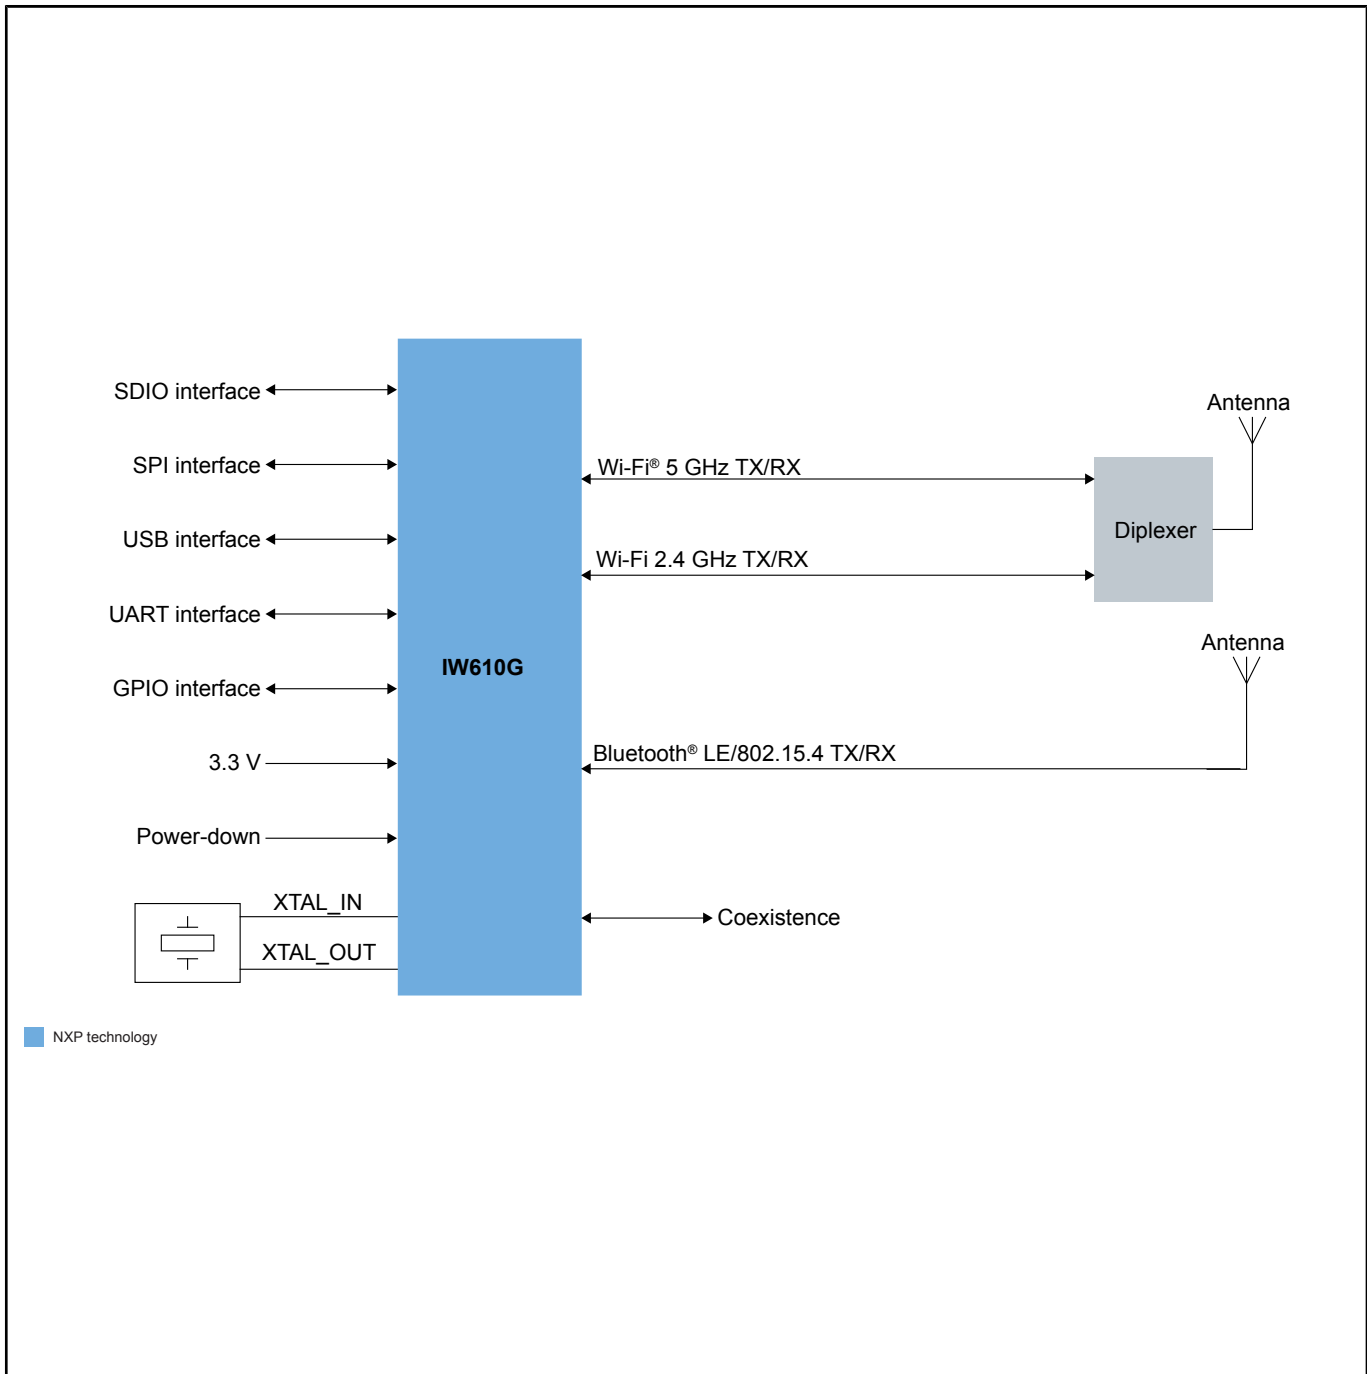 SDIO interface
SPI interface
USB interface
UART interface
GPIO interface
3.3 V
Power-down
XTAL_IN
XTAL_OUT
IW610G
Wi-Fi® 5 GHz TX/RX
Wi-Fi 2.4 GHz TX/RX
Bluetooth® LE/802.15.4 TX/RX
Coexistence
Diplexer
Antenna
Antenna
NXP technology